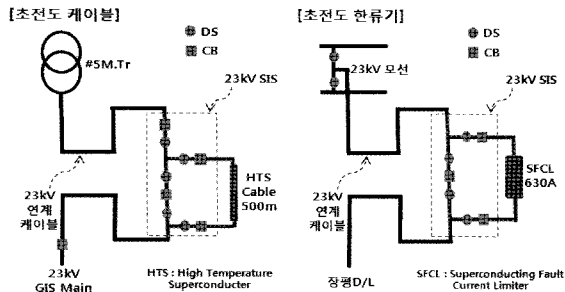 [초전도 케이블]
#5M.Tr
DS
CB
23kV SIS
23kV
연계
케이블
HTS
Cable
500m
23kV
GIS Main
HTS : High Temperature
Superconducter
[초전도 한류기]
DS
CB
23kV 모선
23kV SIS
23kV
연계
케이블
SFCL
630A
장평D/L
SFCL : Superconducting Fault
Current Limiter